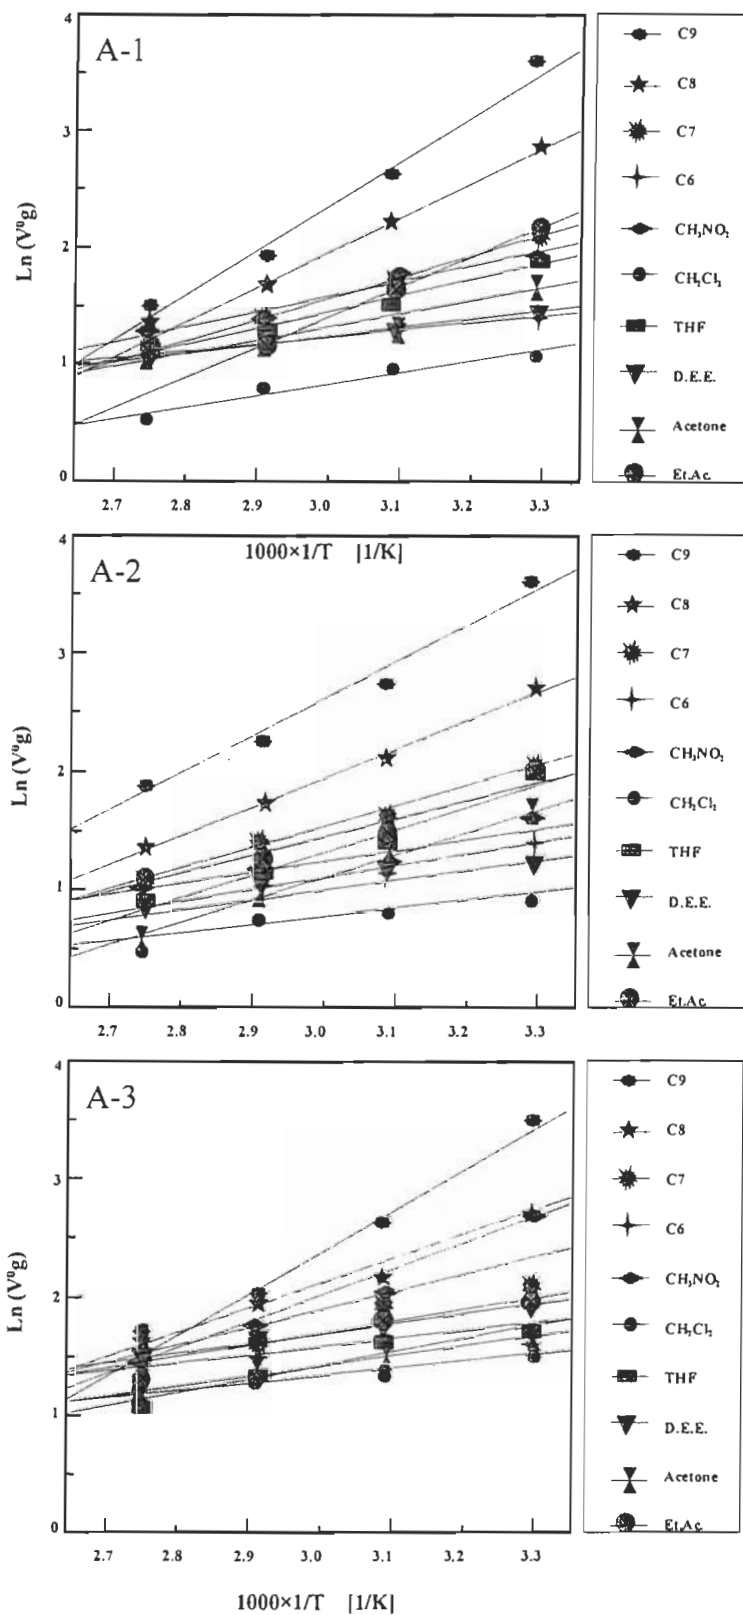 A-1
4
3
2
1
0
Ln (V⁰g)
2.7 2.8 2.9 3.0 3.1 3.2 3.3
1000×1/T [1/K]
C9
C8
C7
C6
CH₃NO₂
CH₂Cl₂
THF
D.E.E.
Acetone
Et.Ac.
A-2
4
3
2
1
0
Ln (V⁰g)
2.7 2.8 2.9 3.0 3.1 3.2 3.3
C9
C8
C7
C6
CH₃NO₂
CH₂Cl₂
THF
D.E.E.
Acetone
Et.Ac.
A-3
4
3
2
1
0
Ln (V⁰g)
2.7 2.8 2.9 3.0 3.1 3.2 3.3
1000×1/T [1/K]
C9
C8
C7
C6
CH₃NO₂
CH₂Cl₂
THF
D.E.E.
Acetone
Et.Ac.